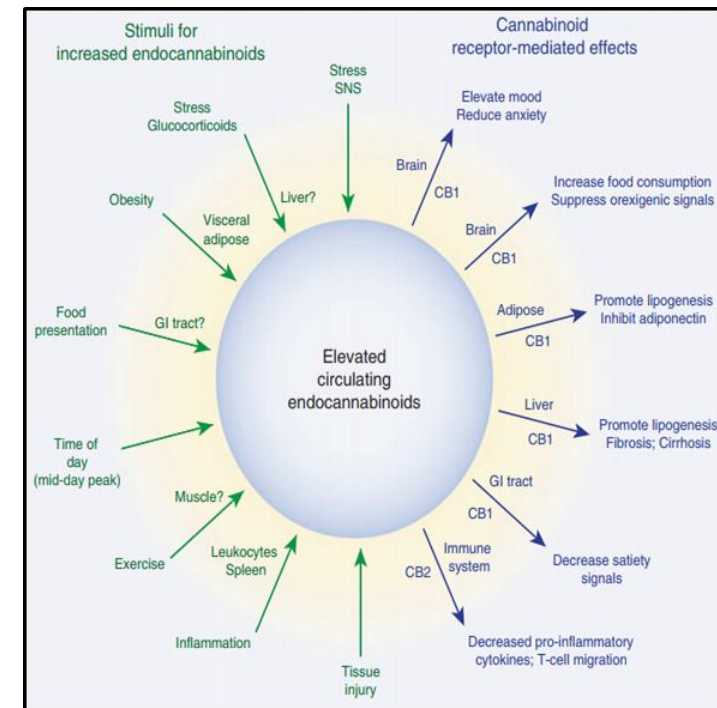 Stimuli for
increased endocannabinoids
Cannabinoid
receptor-mediated effects
Stress
SNS
Stress
Glucocorticoids
Liver?
Obesity
Visceral
adipose
Food
presentation
GI tract?
Time of
day
(mid-day peak)
Muscle?
Exercise
Leukocytes
Spleen
Inflammation
Tissue
injury
Elevated
circulating
endocannabinoids
Elevate mood
Reduce anxiety
Brain
CB1
Increase food consumption
Suppress orexigenic signals
Brain
CB1
Adipose
CB1
Promote lipogenesis
Inhibit adiponectin
Liver
CB1
Promote lipogenesis
Fibrosis; Cirrhosis
GI tract
CB1
Decrease satiety
signals
Immune
system
CB2
Decreased pro-inflammatory
cytokines; T-cell migration